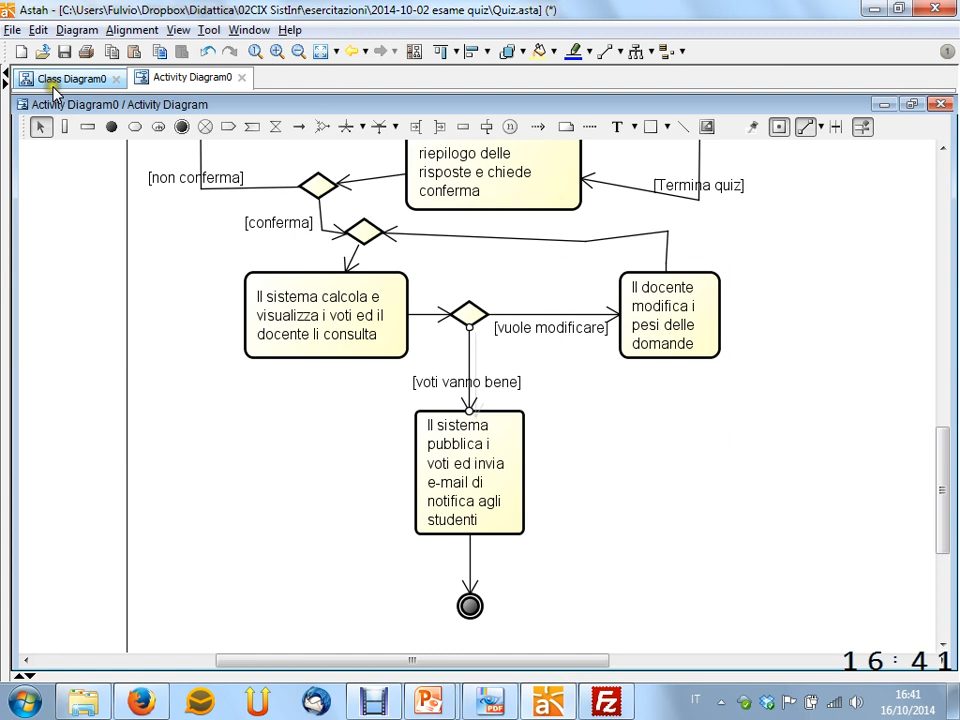 Astah - [C:\Users\Fulvio\Dropbox\Didattica\02CIX SistInf\esercitazioni\2014-10-02 esame quiz\Quiz.asta] (*)
File Edit Diagram Alignment View Tool Window Help
Class Diagram0 Activity Diagram0
Activity Diagram0 / Activity Diagram
riepilogo delle
risposte e chiede
conferma
[non conferma]
[Termina quiz]
[conferma]
Il sistema calcola e
visualizza i voti ed il
docente li consulta
[vuole modificare]
Il docente
modifica i
pesi delle
domande
[voti vanno bene]
Il sistema
pubblica i
voti ed invia
e-mail di
notifica agli
studenti
16:41
IT
16:41
16/10/2014